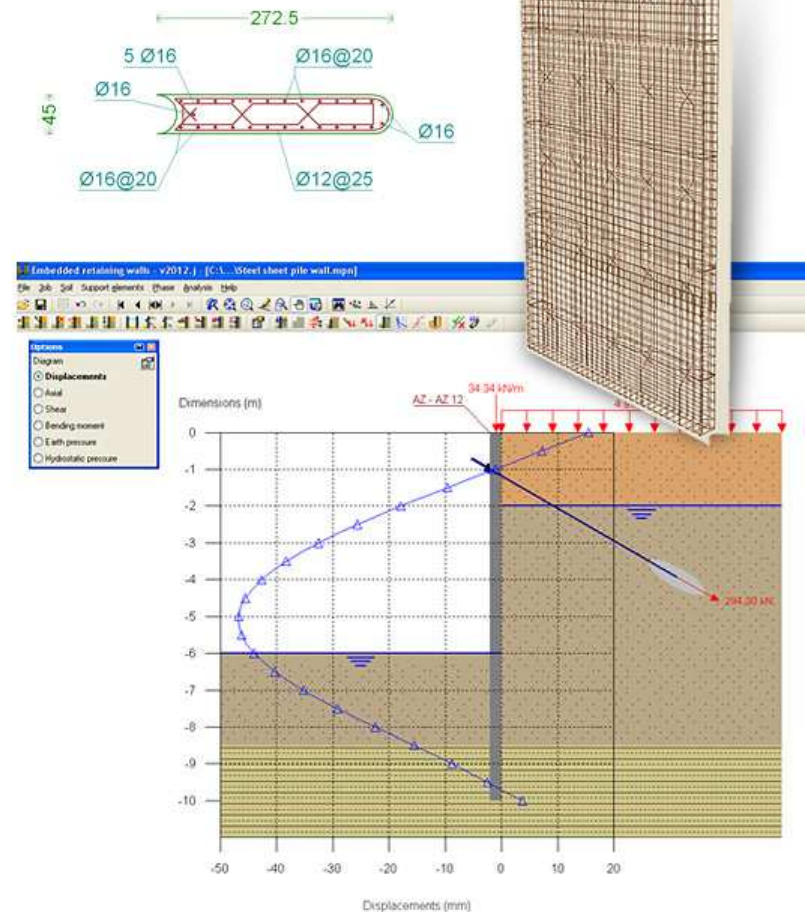 272.5
5 Ø16
Ø16@20
Ø16
45
Ø16
Ø16@20
Ø12@25
Embedded retaining walls - v2012.j - [C:\...\Steel sheet pile wall.mpn]
File Job Soil Support elements Phase Analysis Help
Options
Diagram
Displacements
Axial
Shear
Bending moment
Earth pressure
Hydrostatic pressure
Dimensions (m)
AZ - AZ 12
34.34 kN/m
0
-1
-2
-3
-4
-5
-6
-7
-8
-9
-10
294.30 kN
-50 -40 -30 -20 -10 0 10 20
Displacements (mm)